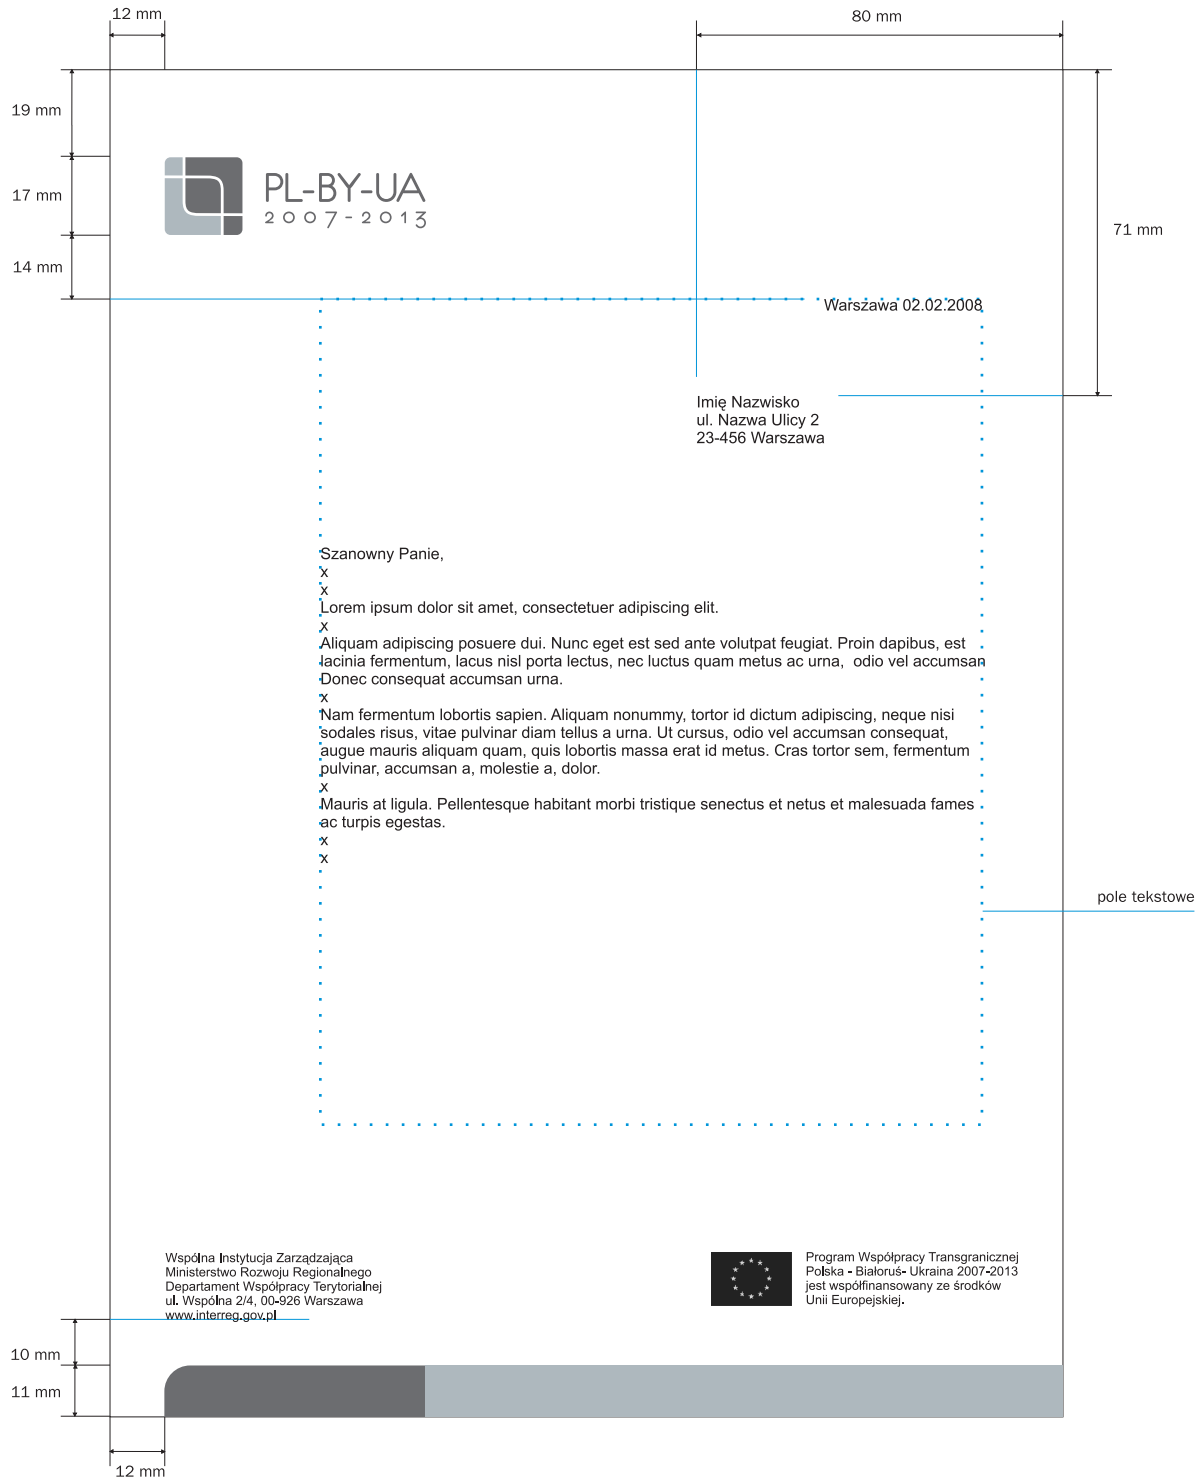 12 mm
80 mm
19 mm
17 mm
14 mm
PL-BY-UA
2007-2013
71 mm
Warszawa 02.02.2008
Imię Nazwisko
ul. Nazwa Ulicy 2
23-456 Warszawa
Szanowny Panie,
x
x
Lorem ipsum dolor sit amet, consectetuer adipiscing elit.
x
Aliquam adipiscing posuere dui. Nunc eget est sed ante volutpat feugiat. Proin dapibus, est
lacinia fermentum, lacus nisl porta lectus, nec luctus quam metus ac urna, odio vel accumsan
Donec consequat accumsan urna.
x
Nam fermentum lobortis sapien. Aliquam nonummy, tortor id dictum adipiscing, neque nisi
sodales risus, vitae pulvinar diam tellus a urna. Ut cursus, odio vel accumsan consequat,
augue mauris aliquam quam, quis lobortis massa erat id metus. Cras tortor sem, fermentum
pulvinar, accumsan a, molestie a, dolor.
x
Mauris at ligula. Pellentesque habitant morbi tristique senectus et netus et malesuada fames
ac turpis egestas.
x
x
pole tekstowe
Wspólna Instytucja Zarządzająca
Ministerstwo Rozwoju Regionalnego
Departament Współpracy Terytorialnej
ul. Wspólna 2/4, 00-926 Warszawa
www.interreg.gov.pl
Program Współpracy Transgranicznej
Polska - Białoruś- Ukraina 2007-2013
jest współfinansowany ze środków
Unii Europejskiej.
10 mm
11 mm
12 mm